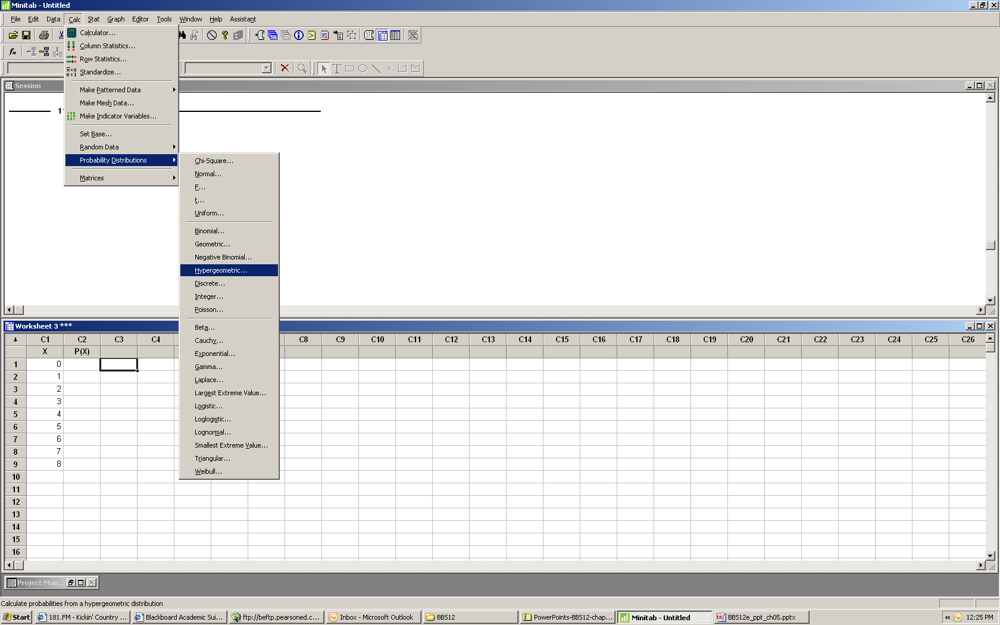 Minitab - Untitled
File Edit Data Calc Stat Graph Editor Tools Window Help Assistant
Calculator...
Column Statistics...
Row Statistics...
Standardize...
Make Patterned Data
Make Mesh Data...
Make Indicator Variables...
Set Base...
Random Data
Probability Distributions
Matrices
Chi-Square...
Normal...
F...
t...
Uniform...
Binomial...
Geometric...
Negative Binomial...
Hypergeometric...
Discrete...
Integer...
Poisson...
Beta...
Cauchy...
Exponential...
Gamma...
Laplace...
Largest Extreme Value...
Logistic...
Loglogistic...
Lognormal...
Smallest Extreme Value...
Triangular...
Weibull...
Session
Worksheet 3 ***
C1 C2 C3 C4 C8 C9 C10 C11 C12 C13 C14 C15 C16 C17 C18 C19 C20 C21 C22 C23 C24 C25 C26
X P(X)
1 0
2 1
3 2
4 3
5 4
6 5
7 6
8 7
9 8
10
11
12
13
14
15
16
Project Man...
Calculate probabilities from a hypergeometric distribution
Start 181.FM - Kickin' Country ... Blackboard Academic Sui... ftp://beftp.pearsoned.c... Inbox - Microsoft Outlook BBS12 PowerPoints-BBS12-chap... Minitab - Untitled BBS12e_ppt_ch05.pptx « 12:25 PM